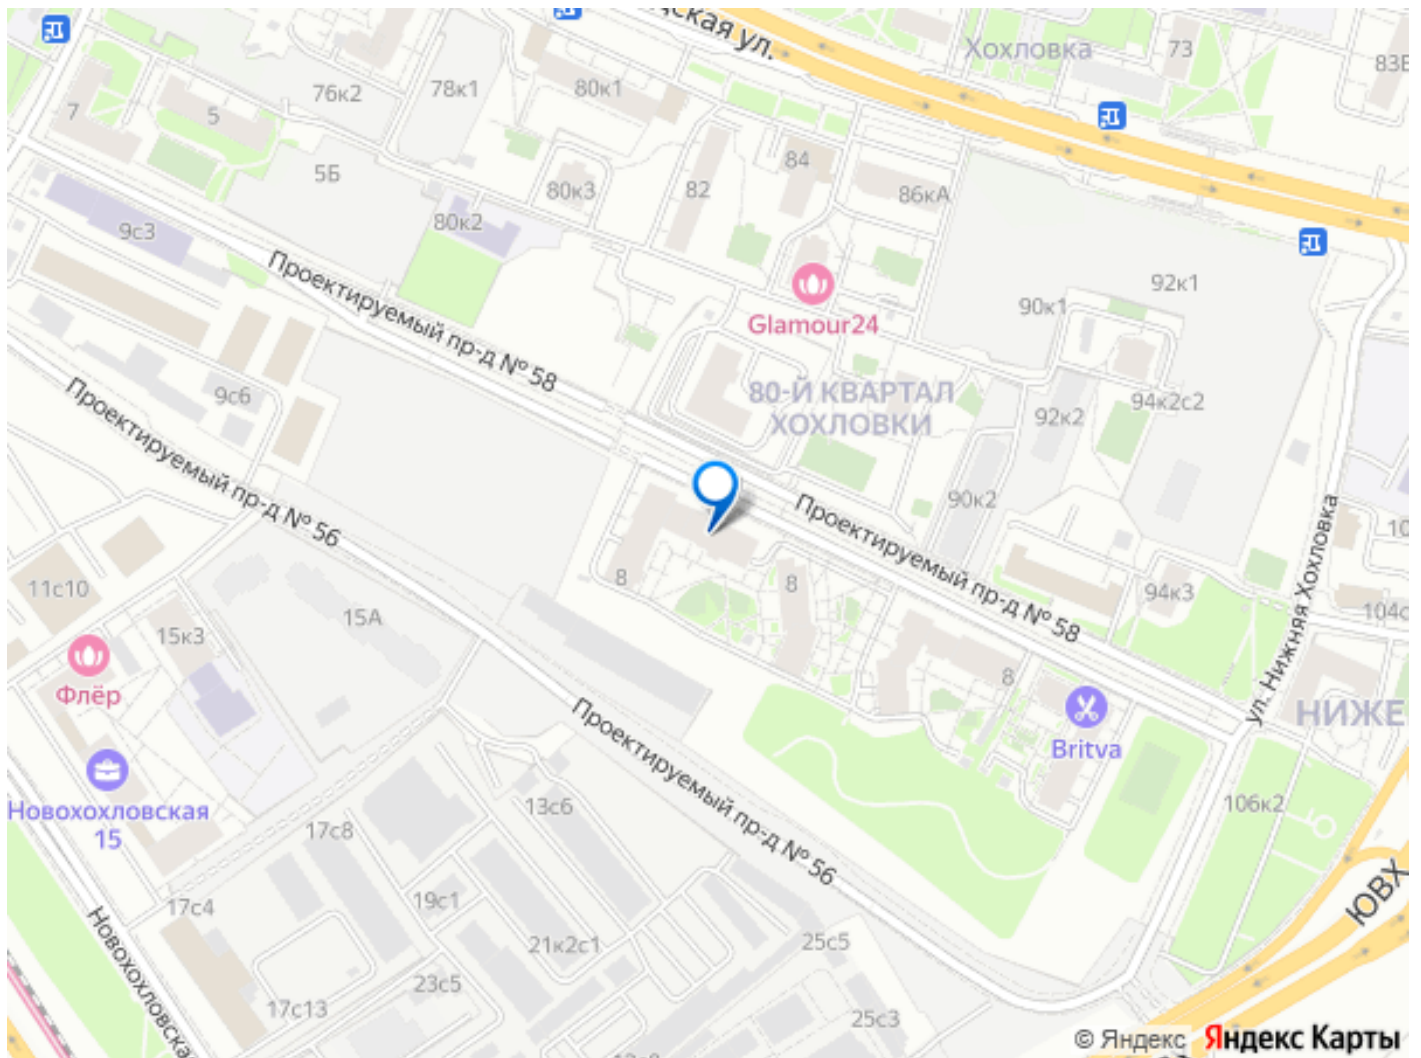 ская ул.
Хохловка
73
83В
7
5
76к2
78к1
80к1
5Б
80к3
82
84
86кА
9с3
80к2
Проектируемый пр-д № 58
Glamour24
90к1
92к1
80-Й КВАРТАЛ
ХОХЛОВКИ
9с6
92к2
94к2с2
Проектируемый пр-д № 56
90к2
Проектируемый пр-д № 58
ул. Нижняя Хохловка
10
11с10
8
8
94к3
104с
15А
15к3
Флёр
8
НИЖЕ
Britva
Проектируемый пр-д № 56
Новохохловская
15
17с8
13с6
106к2
17с4
19с1
ЮВХ
Новохохловская
21к2с1
25с5
23с5
17с13
25с3
© Яндекс Яндекс Карты